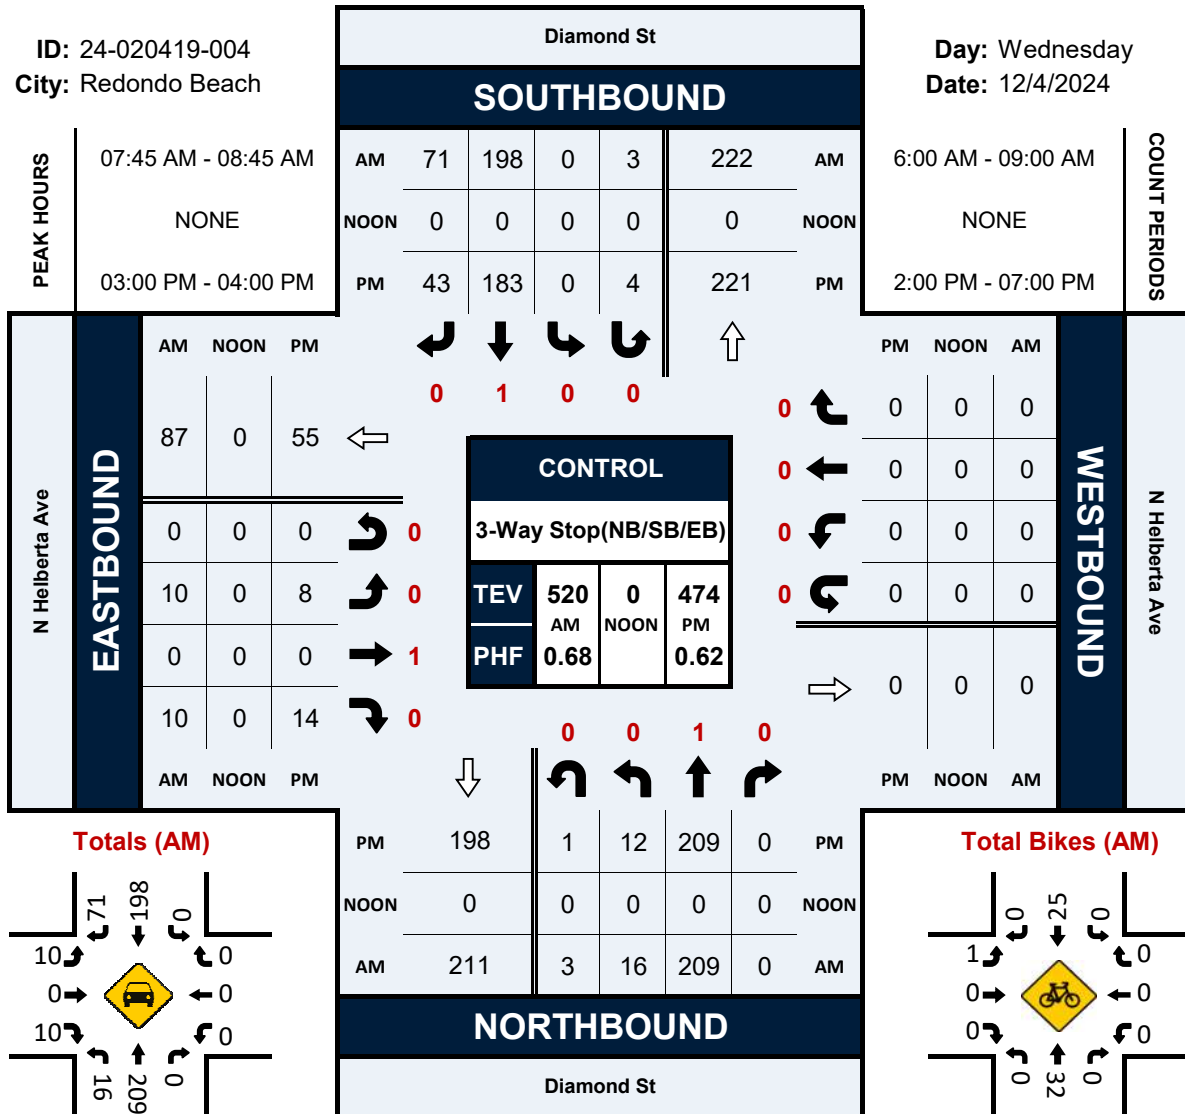 Diamond St
ID: 24-020419-004
Day: Wednesday
City: Redondo Beach
Date: 12/4/2024
SOUTHBOUND
PEAK HOURS
07:45 AM - 08:45 AM
NONE
03:00 PM - 04:00 PM
AM 71 198 0 3 222 AM
NOON 0 0 0 0 0 NOON
PM 43 183 0 4 221 PM
6:00 AM - 09:00 AM
NONE
2:00 PM - 07:00 PM
COUNT PERIODS
0 1 0 0
N Helberta Ave
EASTBOUND
AM NOON PM
87 0 55
0 0 0 0
10 0 8 0
0 0 0 1
10 0 14 0
AM NOON PM
CONTROL
3-Way Stop(NB/SB/EB)
TEV 520 0 474
AM NOON PM
PHF 0.68 0.62
PM NOON AM
0 0 0 0
0 0 0 0
0 0 0 0
0 0 0 0
0 0 0
PM NOON AM
WESTBOUND
N Helberta Ave
0 0 1 0
PM 198 1 12 209 0 PM
NOON 0 0 0 0 0 NOON
AM 211 3 16 209 0 AM
NORTHBOUND
Diamond St
Totals (AM)
71 198 0
10 0
0 0
10 0
16 209 0
Total Bikes (AM)
0 25 0
1 0
0 0
0 0
0 32 0